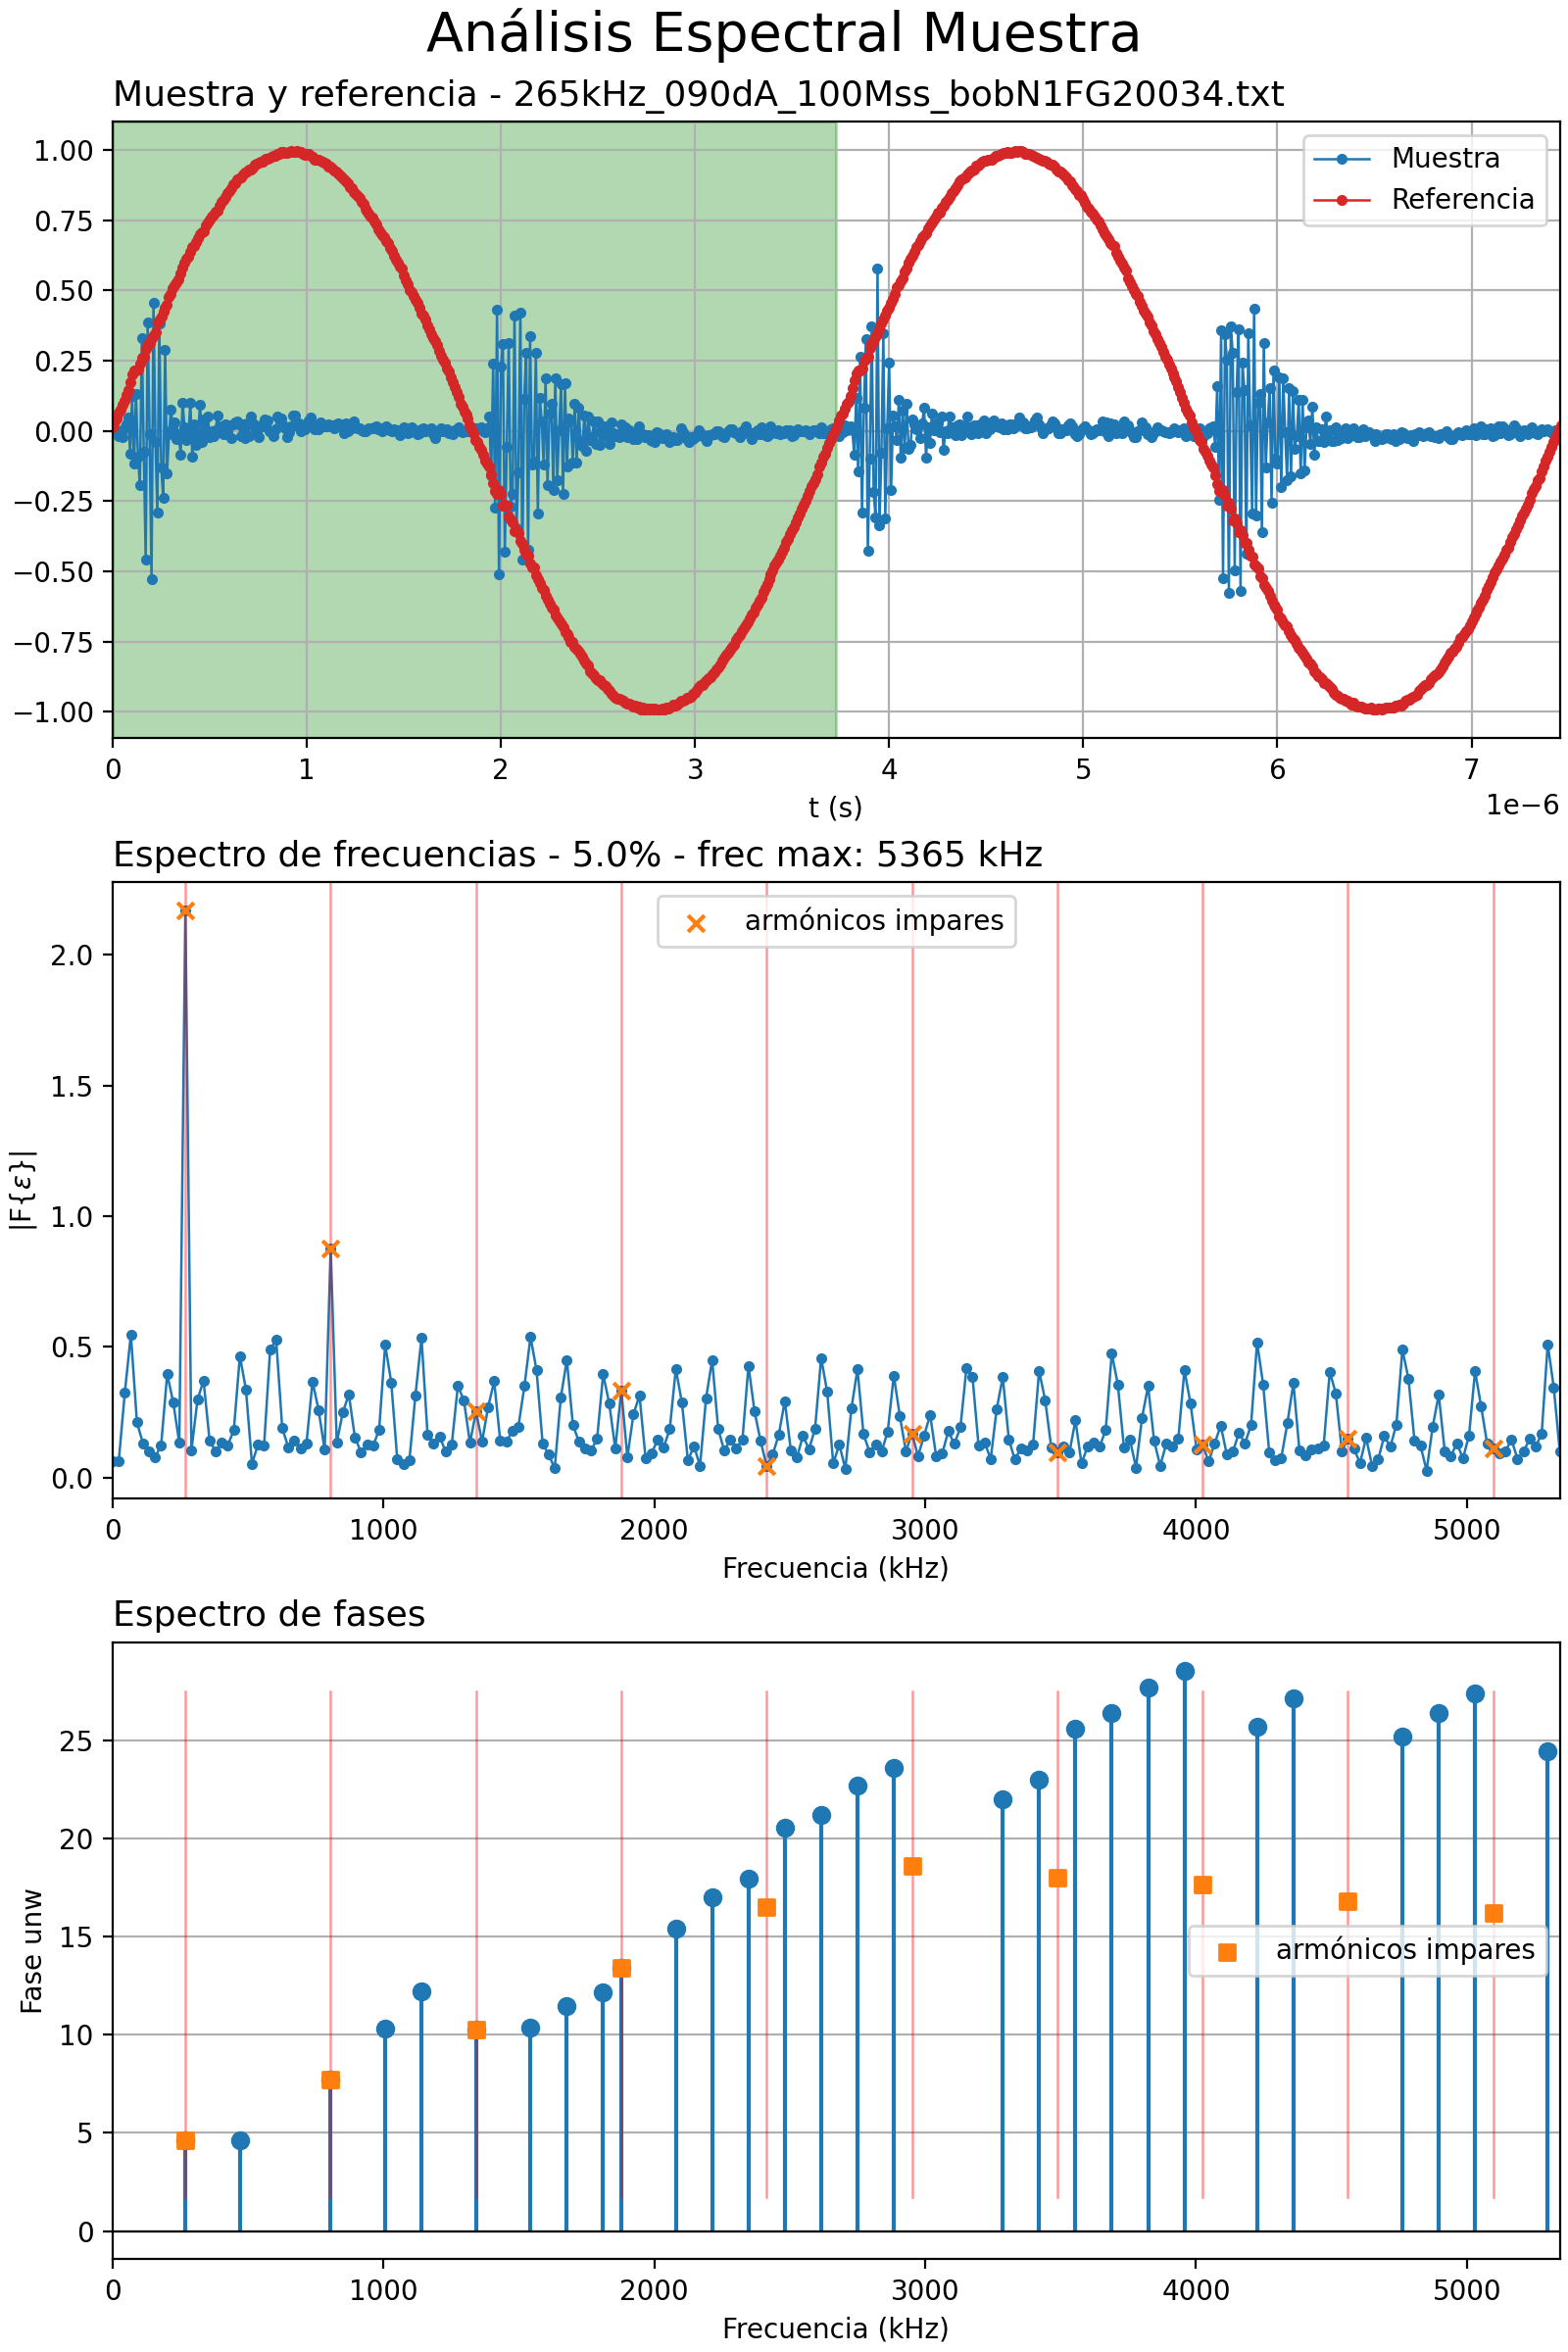 Análisis Espectral Muestra
Muestra y referencia - 265kHz_090dA_100Mss_bobN1FG20034.txt
1.00
0.75
0.50
0.25
0.00
−0.25
−0.50
−0.75
−1.00
Muestra
Referencia
0 1 2 3 4 5 6 7
t (s)
1e−6
Espectro de frecuencias - 5.0% - frec max: 5365 kHz
|F{ε}|
2.0
1.5
1.0
0.5
0.0
armónicos impares
0 1000 2000 3000 4000 5000
Frecuencia (kHz)
Espectro de fases
Fase unw
25
20
15
10
5
0
armónicos impares
0 1000 2000 3000 4000 5000
Frecuencia (kHz)